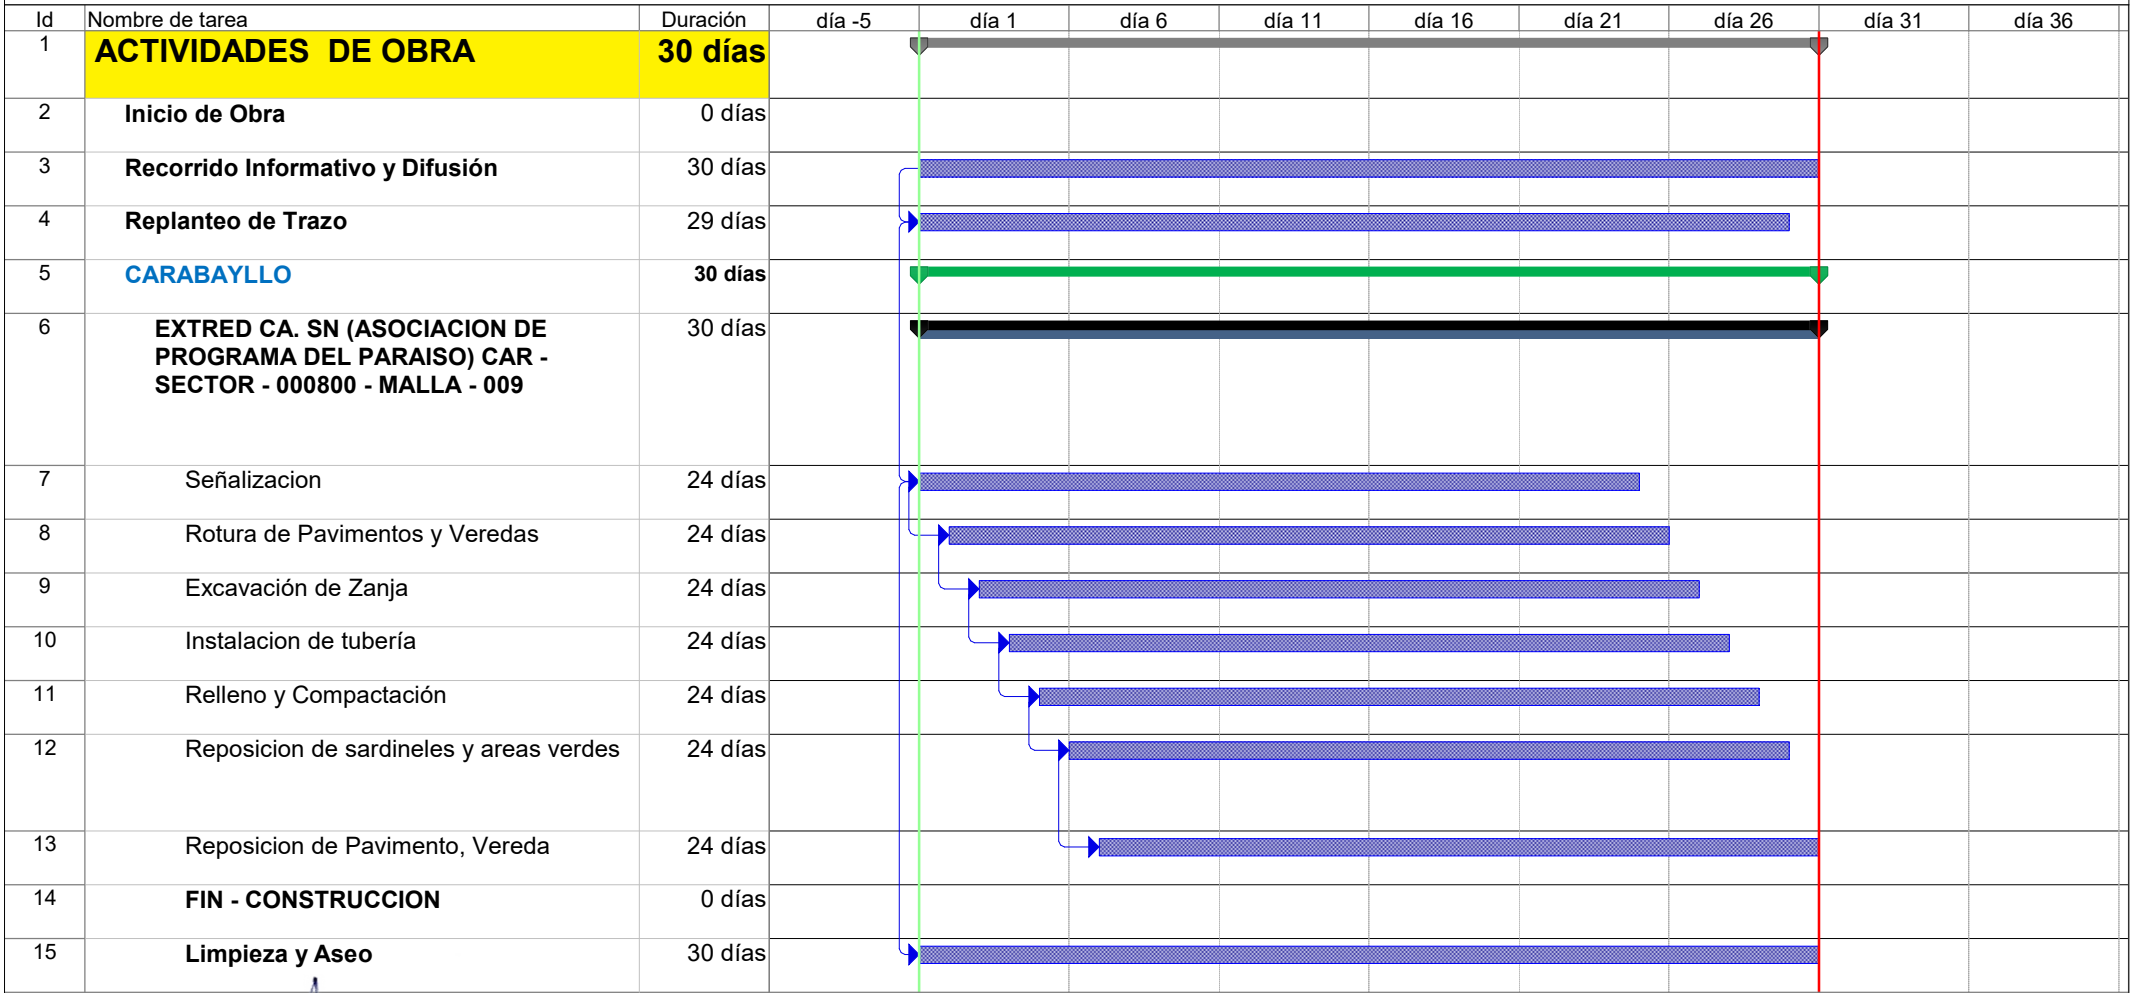 Id Nombre de tarea Duración día -5 día 1 día 6 día 11 día 16 día 21 día 26 día 31 día 36
1 ACTIVIDADES DE OBRA 30 días
2 Inicio de Obra 0 días
3 Recorrido Informativo y Difusión 30 días
4 Replanteo de Trazo 29 días
5 CARABAYLLO 30 días
6 EXTRED CA. SN (ASOCIACION DE 30 días
PROGRAMA DEL PARAISO) CAR -
SECTOR - 000800 - MALLA - 009
7 Señalizacion 24 días
8 Rotura de Pavimentos y Veredas 24 días
9 Excavación de Zanja 24 días
10 Instalacion de tubería 24 días
11 Relleno y Compactación 24 días
12 Reposicion de sardineles y areas verdes 24 días
13 Reposicion de Pavimento, Vereda 24 días
14 FIN - CONSTRUCCION 0 días
15 Limpieza y Aseo 30 días